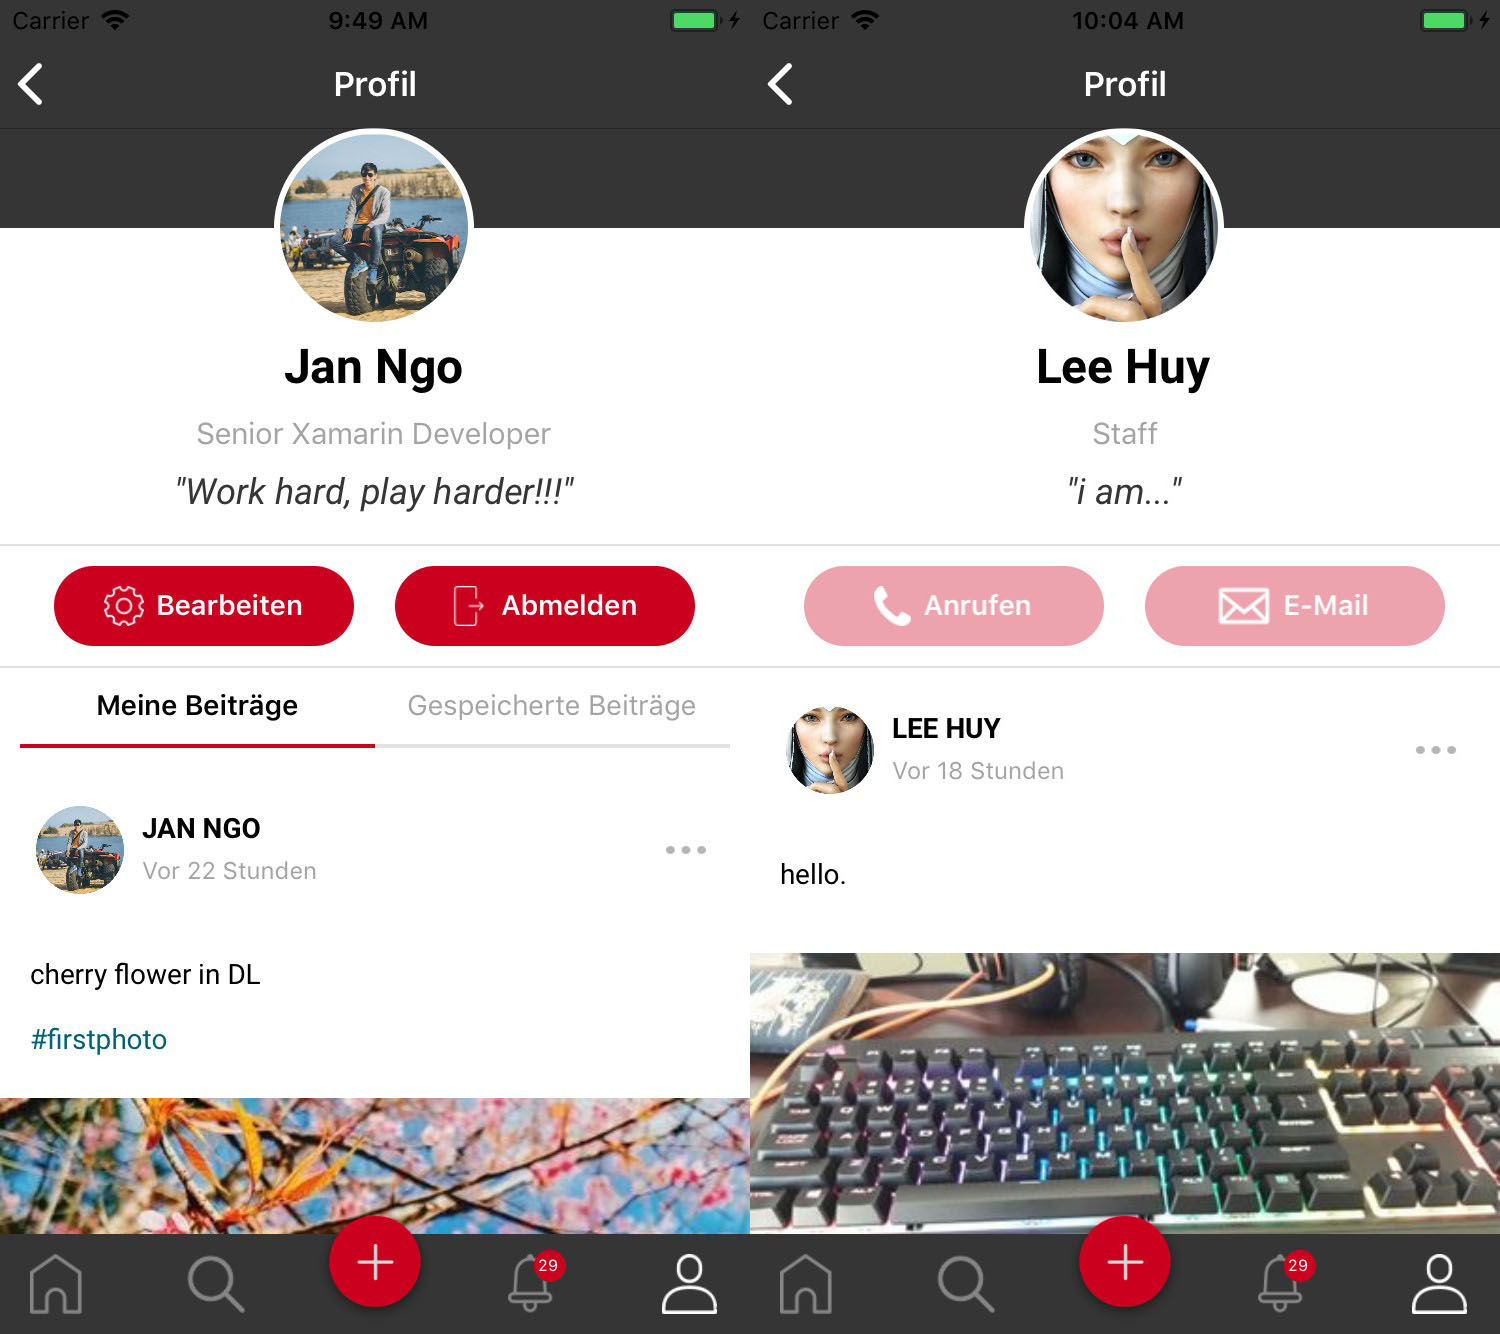 Carrier 9:49 AM
Profil
Jan Ngo
Senior Xamarin Developer
"Work hard, play harder!!!"
Bearbeiten Abmelden
Meine Beiträge Gespeicherte Beiträge
JAN NGO
Vor 22 Stunden
cherry flower in DL
#firstphoto
29
Carrier 10:04 AM
Profil
Lee Huy
Staff
"i am..."
Anrufen E-Mail
LEE HUY
Vor 18 Stunden
hello.
29